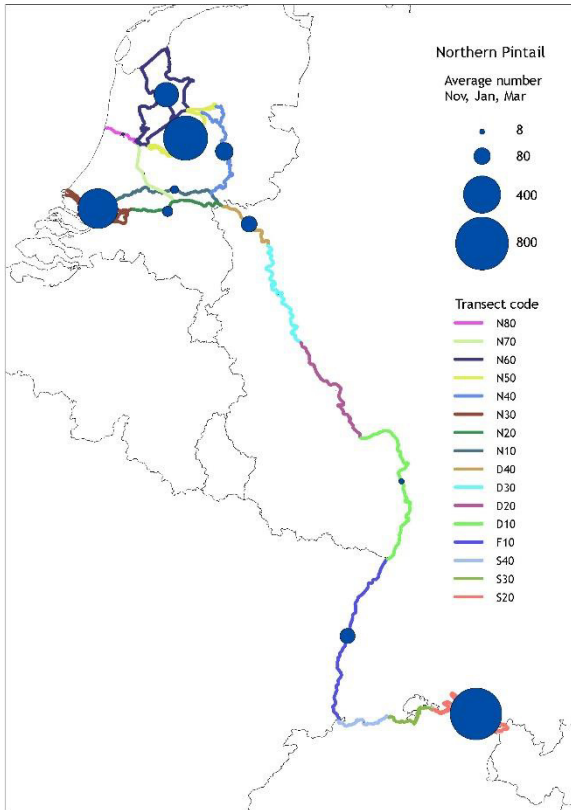 Northern Pintail
Average number
Nov, Jan, Mar
8
80
400
800
Transect code
N80
N70
N60
N50
N40
N30
N20
N10
D40
D30
D20
D10
F10
S40
S30
S20